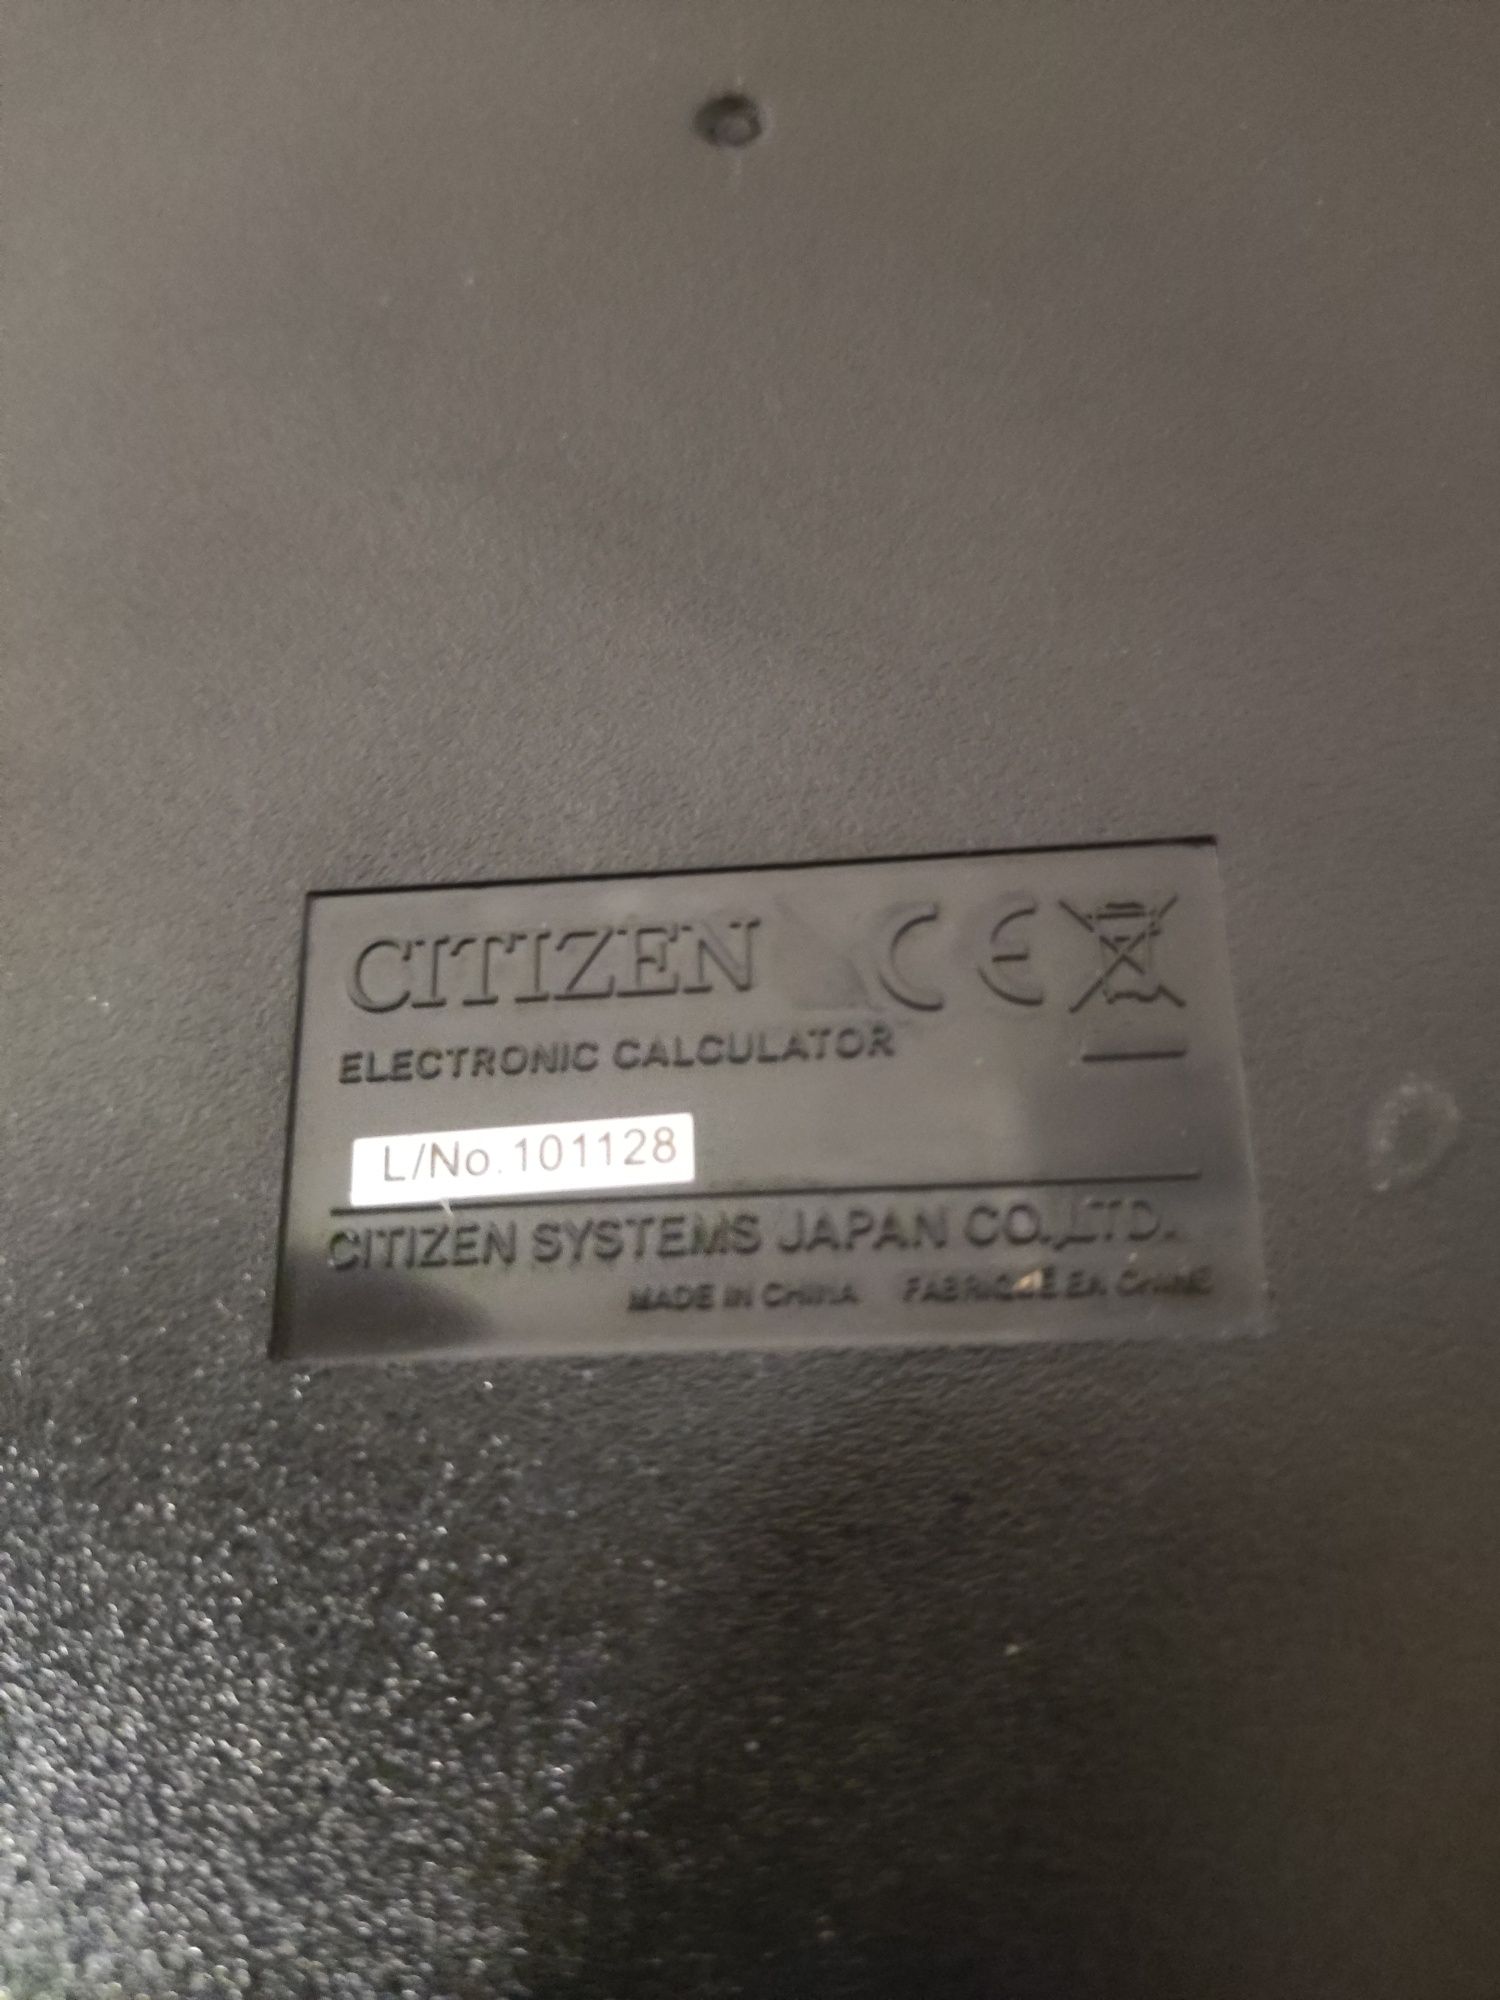 CITIZEN CE
ELECTRONIC CALCULATOR
L/No.101128
CITIZEN SYSTEMS JAPAN CO.,LTD.
MADE IN CHINA FABRIQUÉ EN CHINE